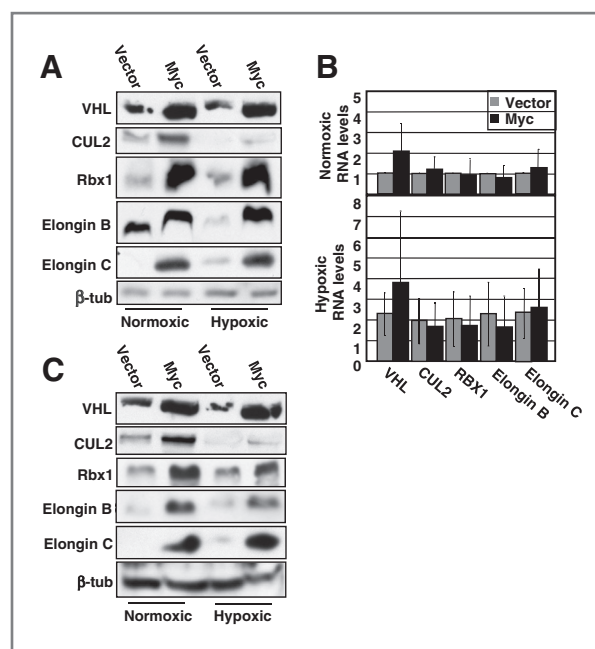 A
Vector Myc Vector Myc
VHL
CUL2
Rbx1
Elongin B
Elongin C
β-tub
Normoxic Hypoxic
B
Normoxic RNA levels
5
4
3
2
1
Vector
Myc
Hypoxic RNA levels
8
7
6
5
4
3
2
1
0
VHL CUL2 RBX1 Elongin B Elongin C
C
Vector Myc Vector Myc
VHL
CUL2
Rbx1
Elongin B
Elongin C
β-tub
Normoxic Hypoxic